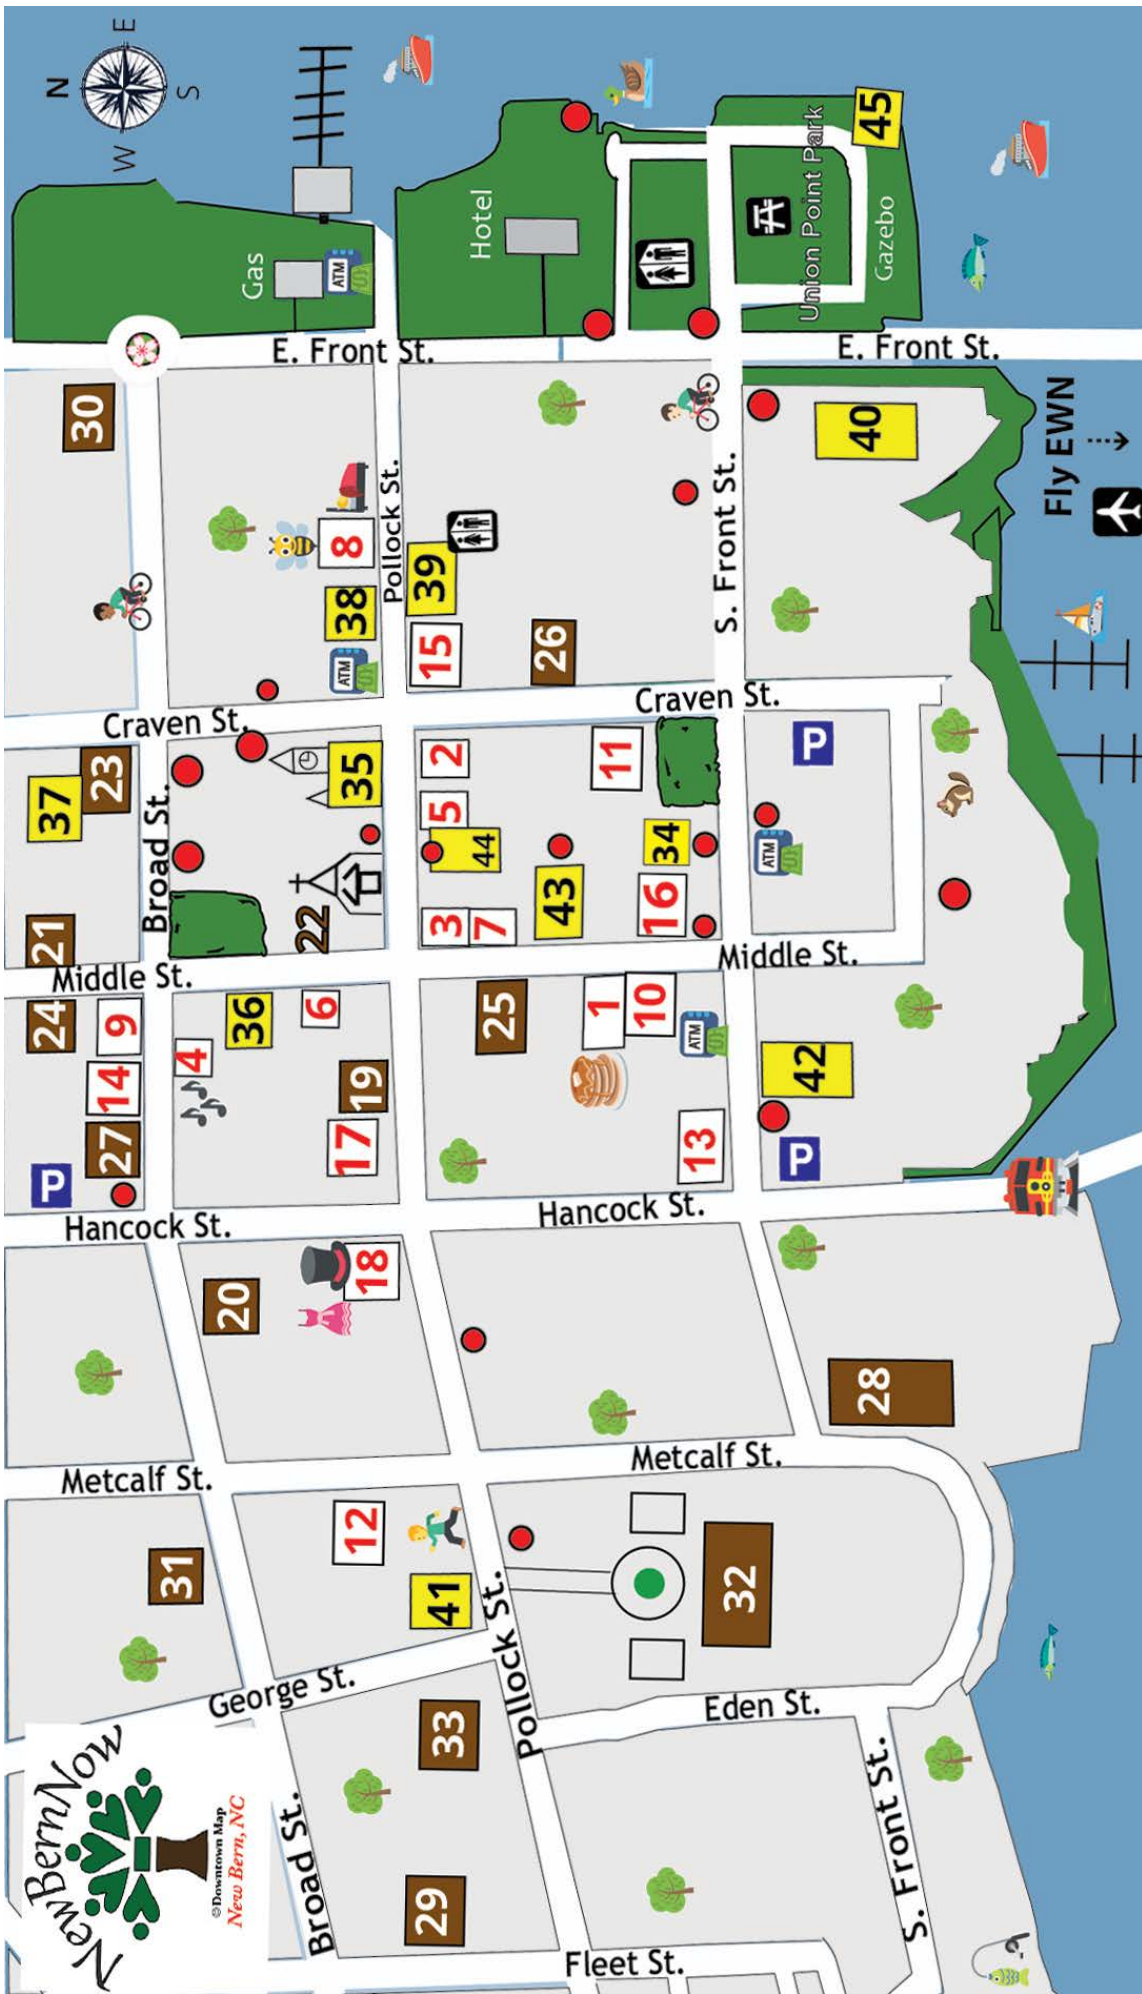 N
E
S
W
Gas
ATM
Hotel
Union Point Park
45
Gazebo
E. Front St.
E. Front St.
30
8
Pollock St.
39
38
ATM
15
26
S. Front St.
40
Fly EWN
Craven St.
Craven St.
37
23
Broad St.
35
2
5
44
11
34
43
16
3
7
22
21
P
ATM
Middle St.
Middle St.
24
9
14
27
P
36
6
4
19
17
25
1
10
ATM
13
42
P
Hancock St.
Hancock St.
20
18
28
Metcalf St.
Metcalf St.
31
12
41
32
George St.
Pollock St.
Eden St.
33
29
Broad St.
S. Front St.
Fleet St.
NewBernNow
©Downtown Map
New Bern, NC